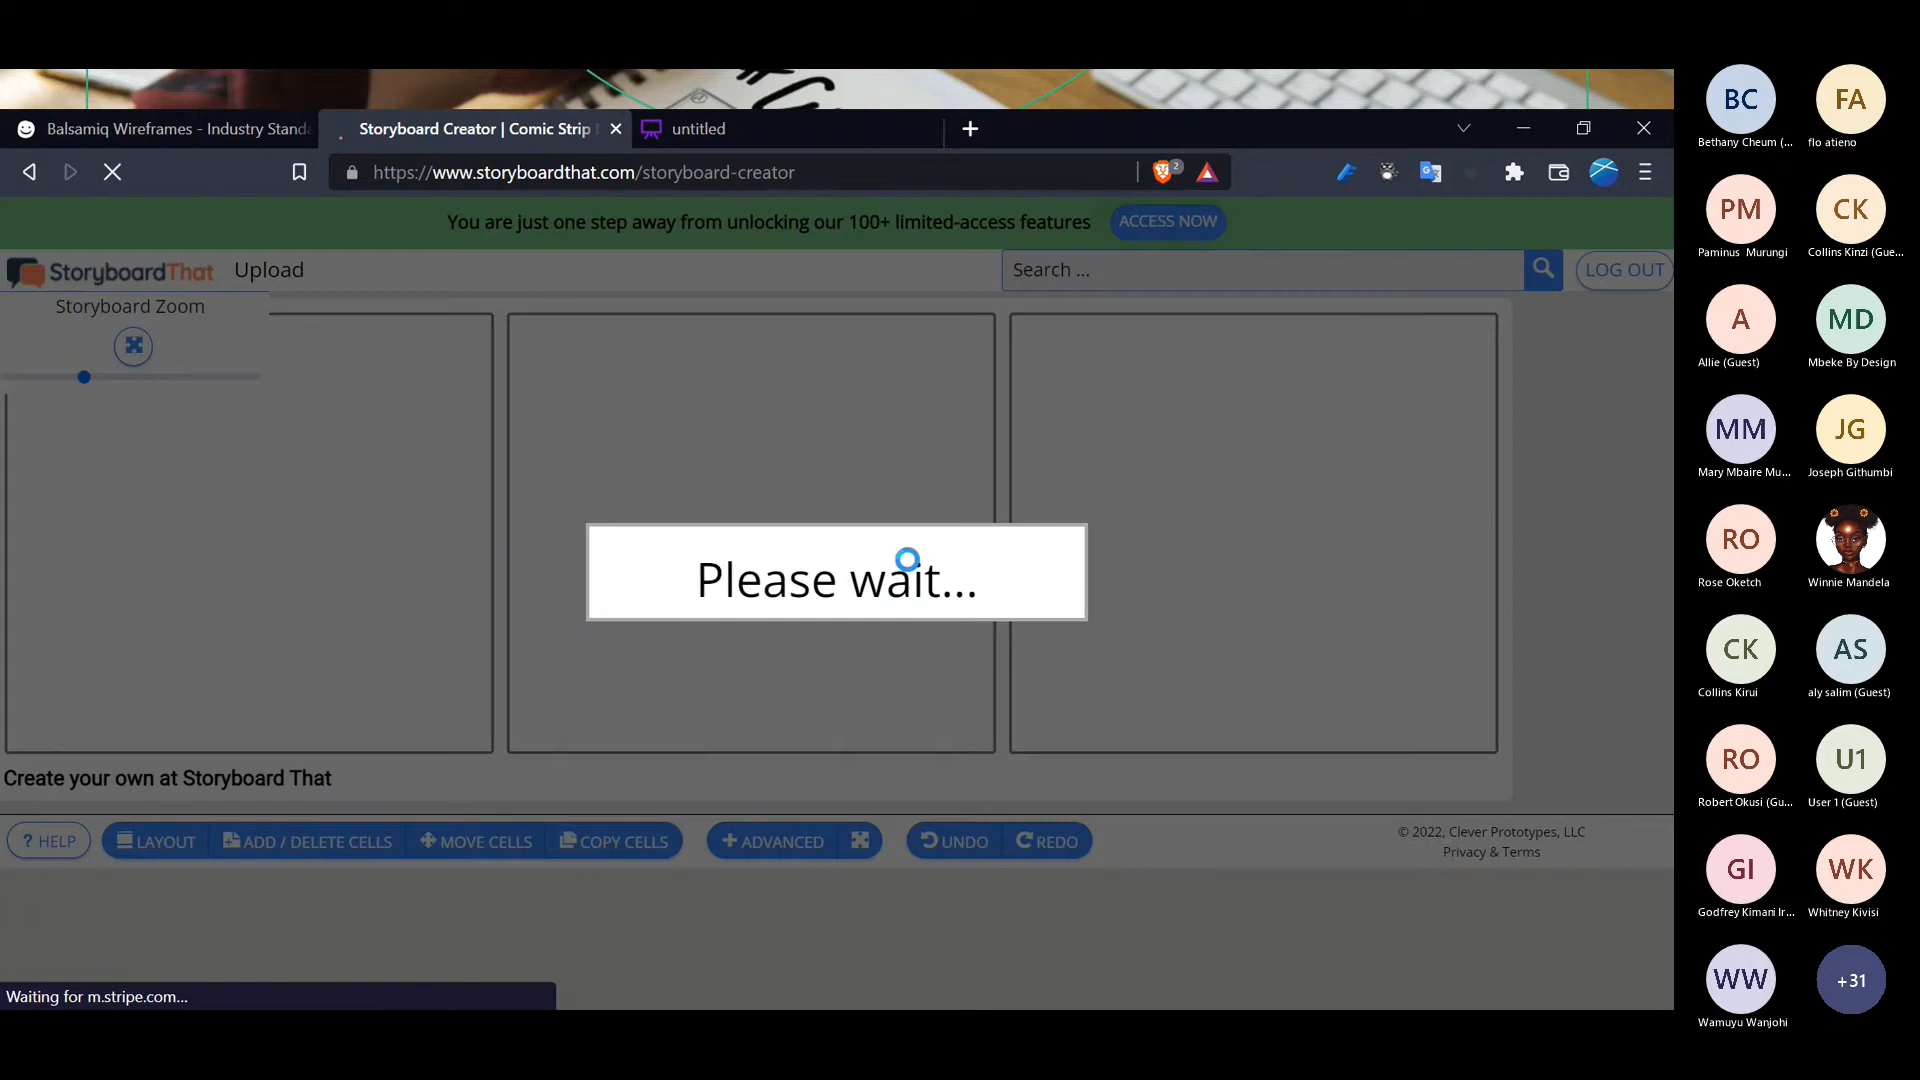 Balsamiq Wireframes - Industry Standa
Storyboard Creator | Comic Strip
untitled
https://www.storyboardthat.com/storyboard-creator
2
You are just one step away from unlocking our 100+ limited-access features
ACCESS NOW
StoryboardThat
Upload
Search ...
LOG OUT
Storyboard Zoom
Please wait...
Create your own at Storyboard That
? HELP
LAYOUT
ADD / DELETE CELLS
MOVE CELLS
COPY CELLS
ADVANCED
UNDO
REDO
© 2022, Clever Prototypes, LLC
Privacy & Terms
Waiting for m.stripe.com...
BC
Bethany Cheum (...
FA
flo atieno
PM
Paminus Murungi
CK
Collins Kinzi (Gue...
A
Allie (Guest)
MD
Mbeke By Design
MM
Mary Mbaire Mu...
JG
Joseph Githumbi
RO
Rose Oketch
Winnie Mandela
CK
Collins Kirui
AS
aly salim (Guest)
RO
Robert Okusi (Gu...
U1
User 1 (Guest)
GI
Godfrey Kimani Ir...
WK
Whitney Kivisi
WW
Wamuyu Wanjohi
+31